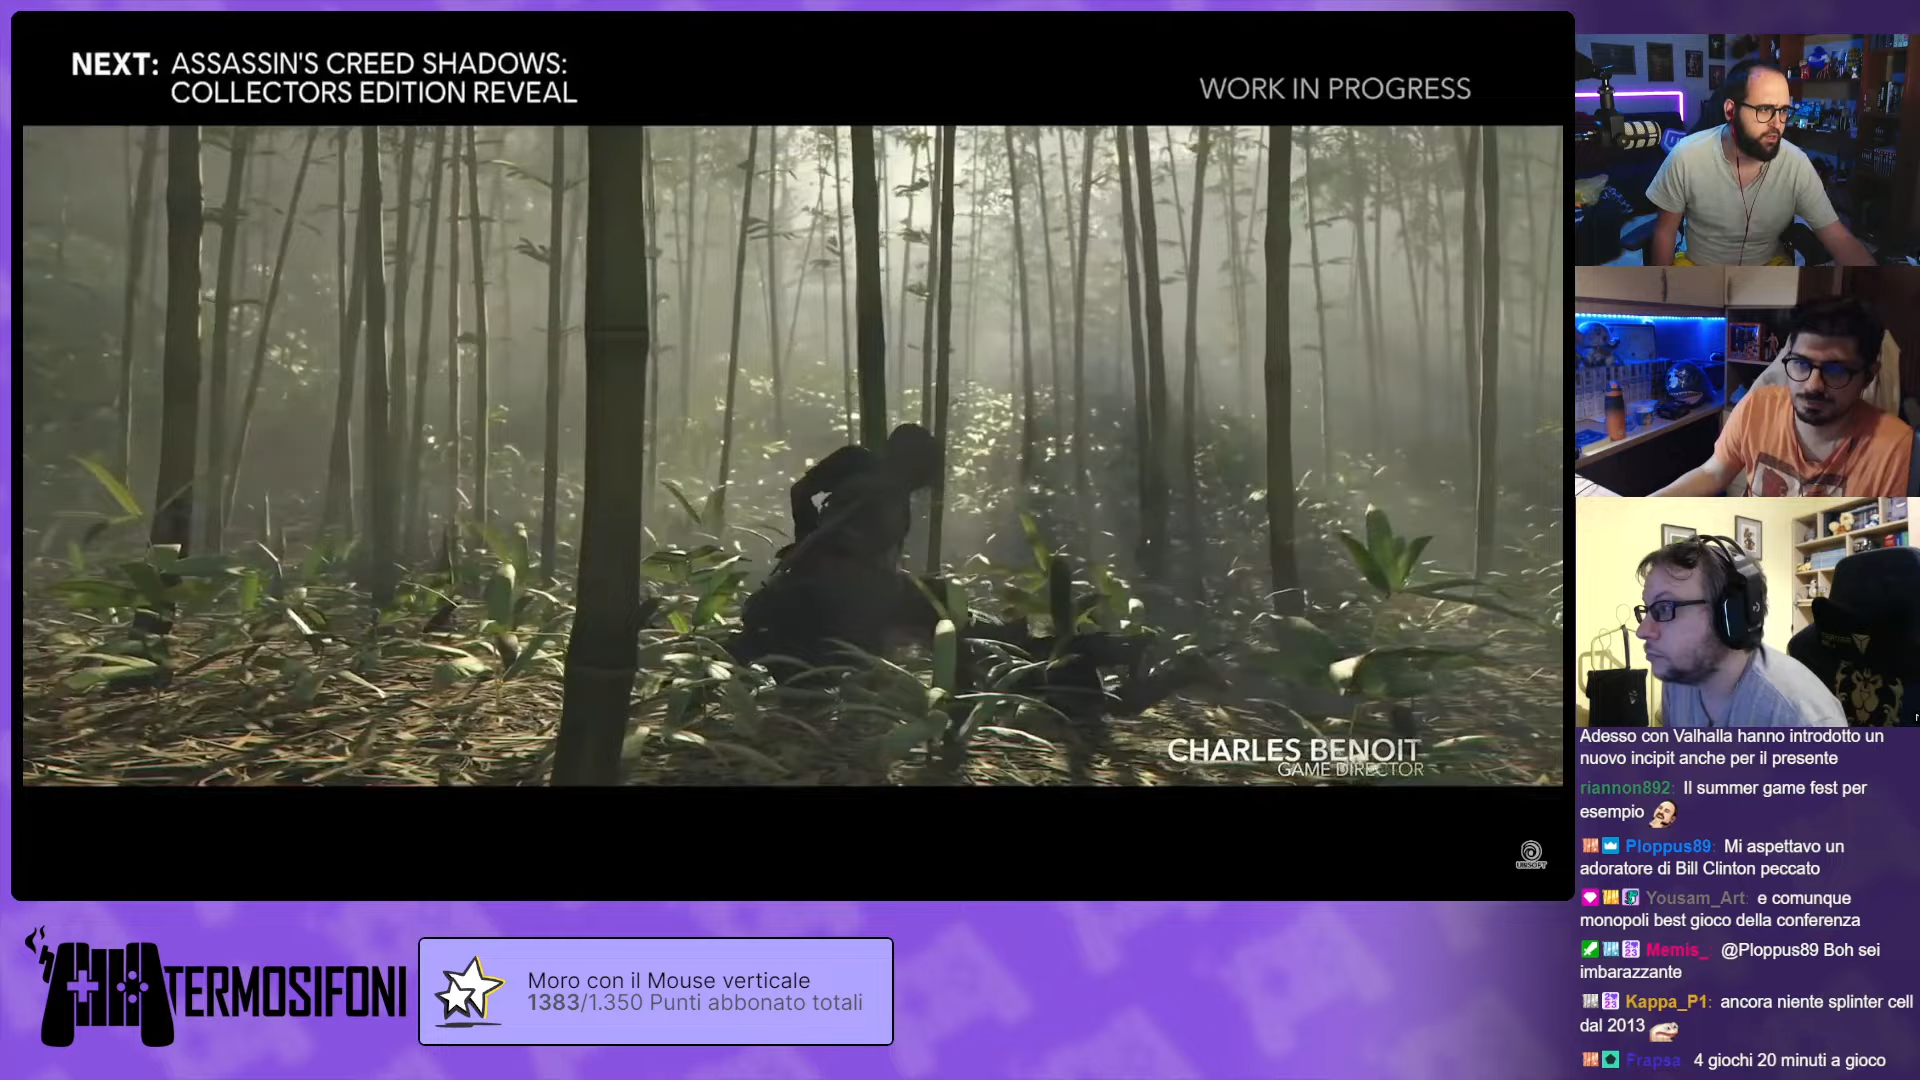 NEXT: ASSASSIN'S CREED SHADOWS:
COLLECTORS EDITION REVEAL
WORK IN PROGRESS
CHARLES BENOIT
GAME DIRECTOR
UBISOFT
TERMOSIFONI
Moro con il Mouse verticale
1383/1.350 Punti abbonato totali
Adesso con Valhalla hanno introdotto un
nuovo incipit anche per il presente
riannon892: Il summer game fest per
esempio
Ploppus89: Mi aspettavo un
adoratore di Bill Clinton peccato
Yousam_Art: e comunque
monopoli best gioco della conferenza
Memis_: @Ploppus89 Boh sei
imbarazzante
Kappa_P1: ancora niente splinter cell
dal 2013
Frapsa: 4 giochi 20 minuti a gioco